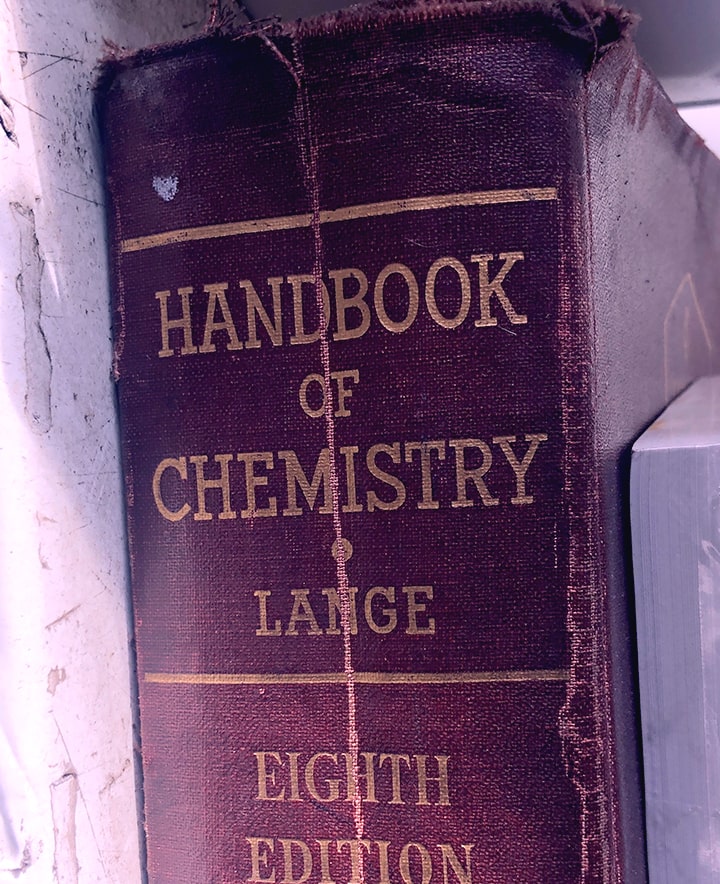 HANDBOOK
OF
CHEMISTRY
LANGE
EIGHTH
EDITION